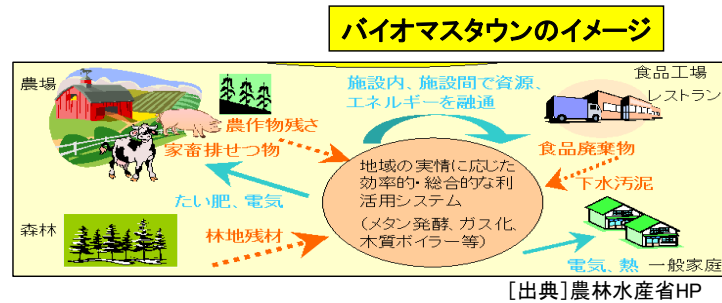 バイオマスタウンのイメージ
農場
施設内、施設間で資源、
エネルギーを融通
食品工場
レストラン
農作物残さ
家畜排せつ物
食品廃棄物
地域の実情に応じた
効率的・総合的な利
活用システム
(メタン発酵、ガス化、
木質ボイラー等)
下水汚泥
たい肥、電気
森林
林地残材
電気、熱
一般家庭
[出典]農林水産省HP